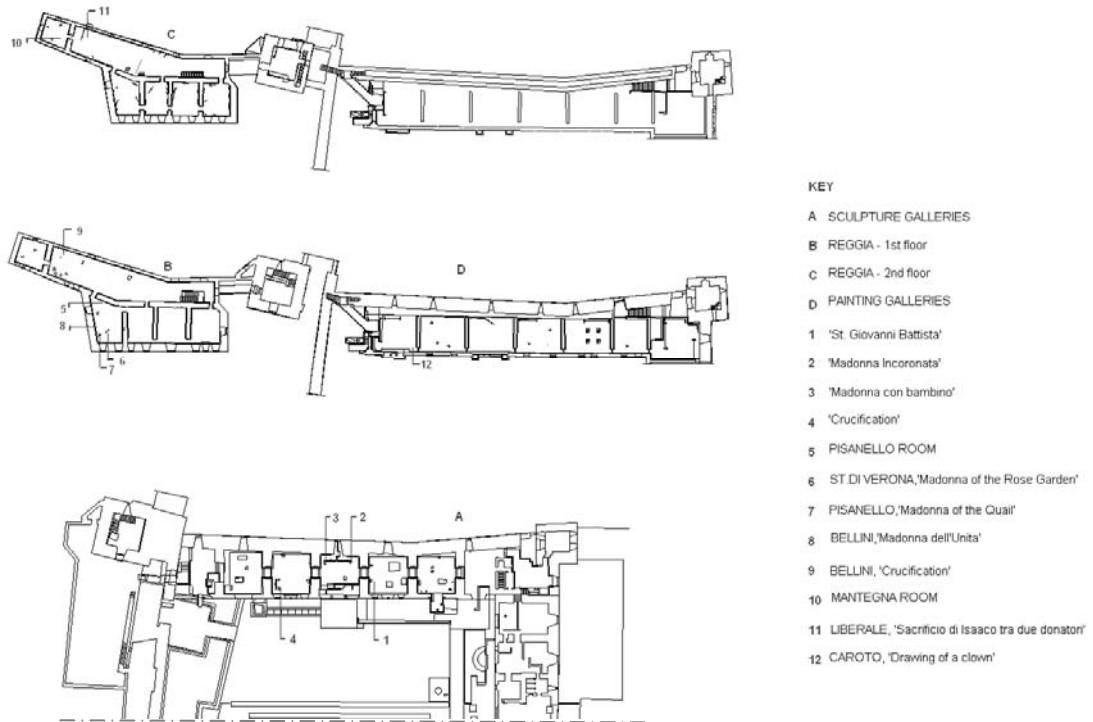 11
10
C
9
B
D
5
8
6
7
12
3
2
A
4
1
KEY
A SCULPTURE GALLERIES
B REGGIA - 1st floor
C REGGIA - 2nd floor
D PAINTING GALLERIES
1 'St. Giovanni Battista'
2 'Madonna Incoronata'
3 'Madonna con bambino'
4 'Crucification'
5 PISANELLO ROOM
6 ST.DI VERONA,'Madonna of the Rose Garden'
7 PISANELLO,'Madonna of the Quail'
8 BELLINI,'Madonna dell'Unita'
9 BELLINI, 'Crucification'
10 MANTEGNA ROOM
11 LIBERALE, 'Sacrificio di Isaaco tra due donatori'
12 CAROTO, 'Drawing of a clown'